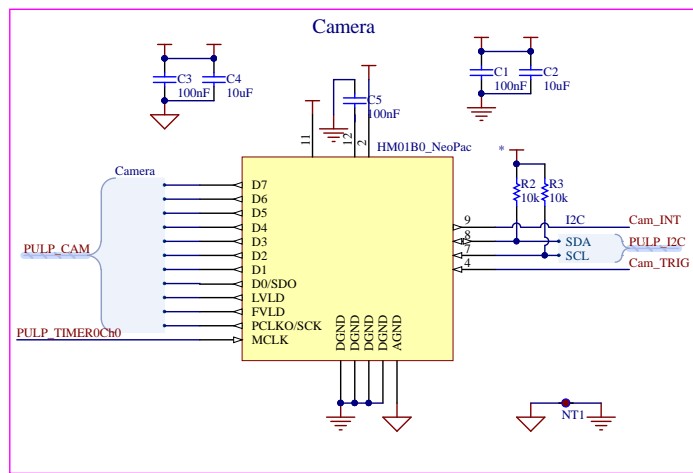 Camera
C3
100nF
C4
10uF
C1
100nF
C2
10uF
C5
100nF
11
12
2
HM01B0_NeoPac
*
R2
10k
R3
10k
Camera
PULP_CAM
D7
D6
D5
D4
D3
D2
D1
D0/SDO
LVLD
FVLD
PCLKO/SCK
MCLK
PULP_TIMER0Ch0
9
8
7
4
I2C
SDA
SCL
Cam_INT
PULP_I2C
Cam_TRIG
DGND
DGND
DGND
DGND
AGND
NT1